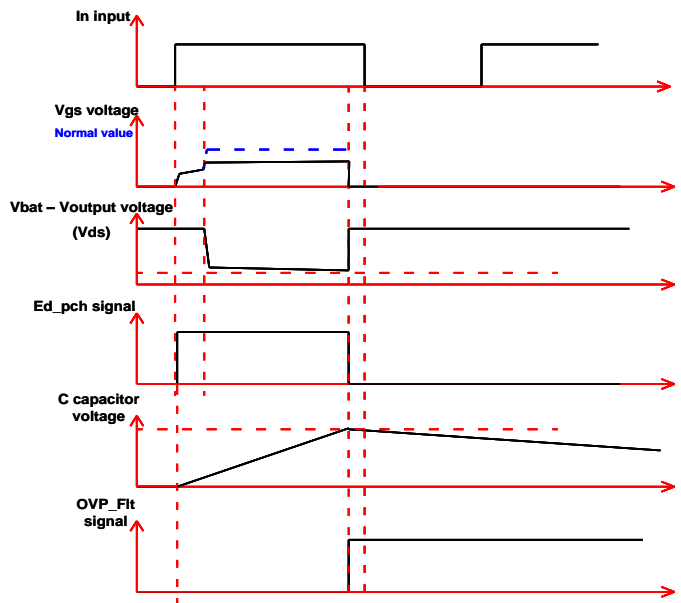 In input
Vgs voltage
Normal value
Vbat – Voutput voltage
(Vds)
Ed_pch signal
C capacitor
voltage
OVP_Flt
signal